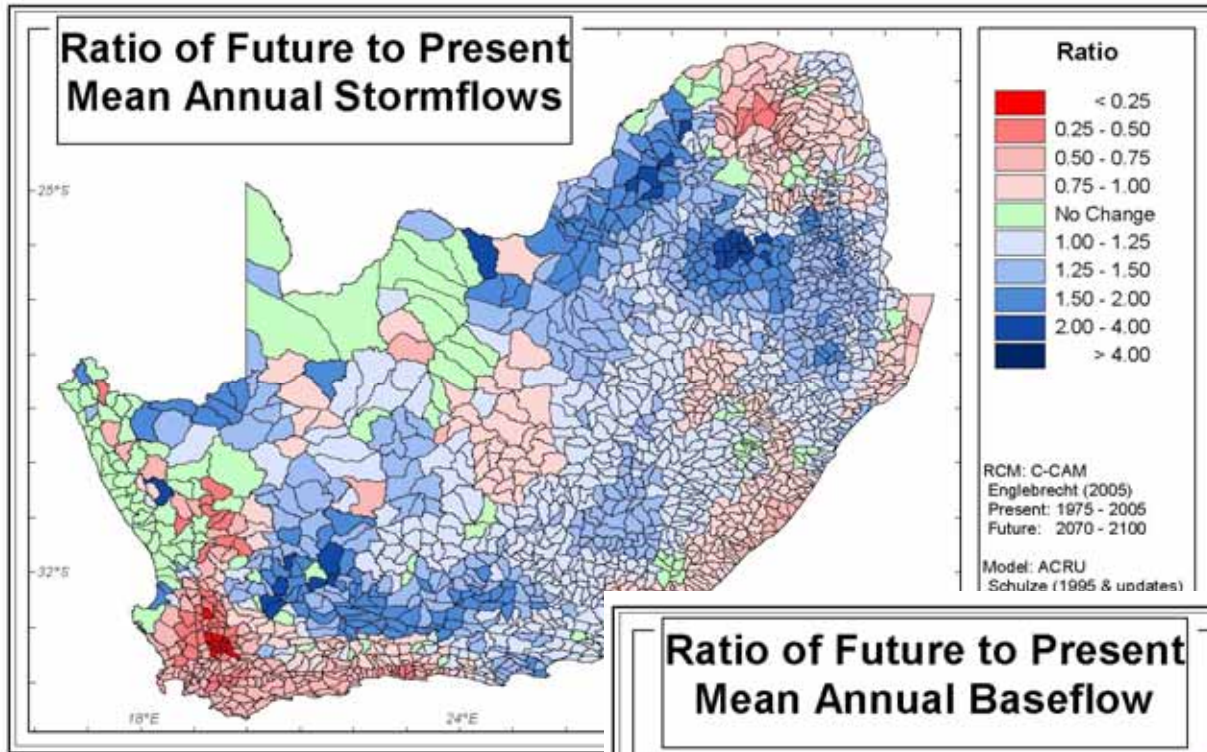 Ratio of Future to Present
Mean Annual Stormflows
25°S
32°S
18°E
24°E
Ratio
< 0.25
0.25 - 0.50
0.50 - 0.75
0.75 - 1.00
No Change
1.00 - 1.25
1.25 - 1.50
1.50 - 2.00
2.00 - 4.00
> 4.00
RCM: C-CAM
Englebrecht (2005)
Present: 1975 - 2005
Future: 2070 - 2100
Model: ACRU
Schulze (1995 & updates)
Ratio of Future to Present
Mean Annual Baseflow